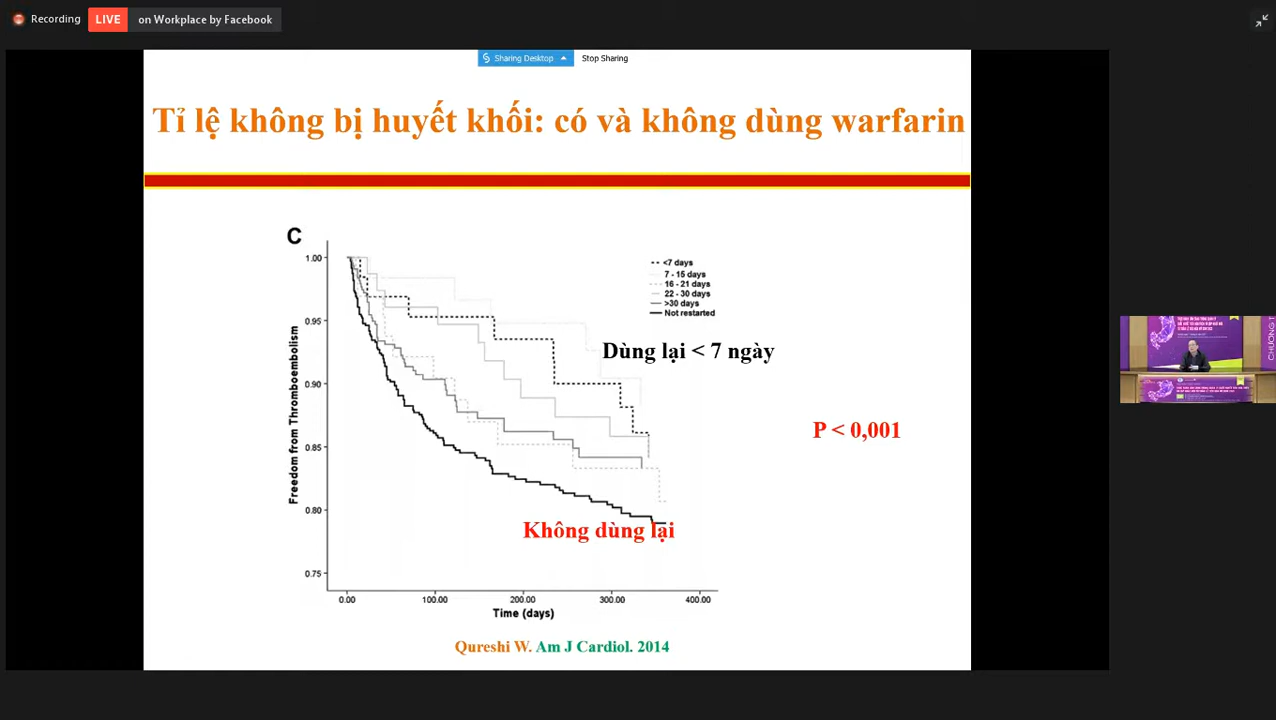 Recording
LIVE
on Workplace by Facebook
Sharing Desktop
Stop Sharing
Tỉ lệ không bị huyết khối: có và không dùng warfarin
C
1.00
0.95
0.90
0.85
0.80
0.75
Freedom from Thromboembolism
<7 days
7 - 15 days
16 - 21 days
22 - 30 days
>30 days
Not restarted
Dùng lại < 7 ngày
P < 0,001
Không dùng lại
0.00
100.00
200.00
300.00
400.00
Time (days)
Qureshi W. Am J Cardiol. 2014
CHƯƠNG T